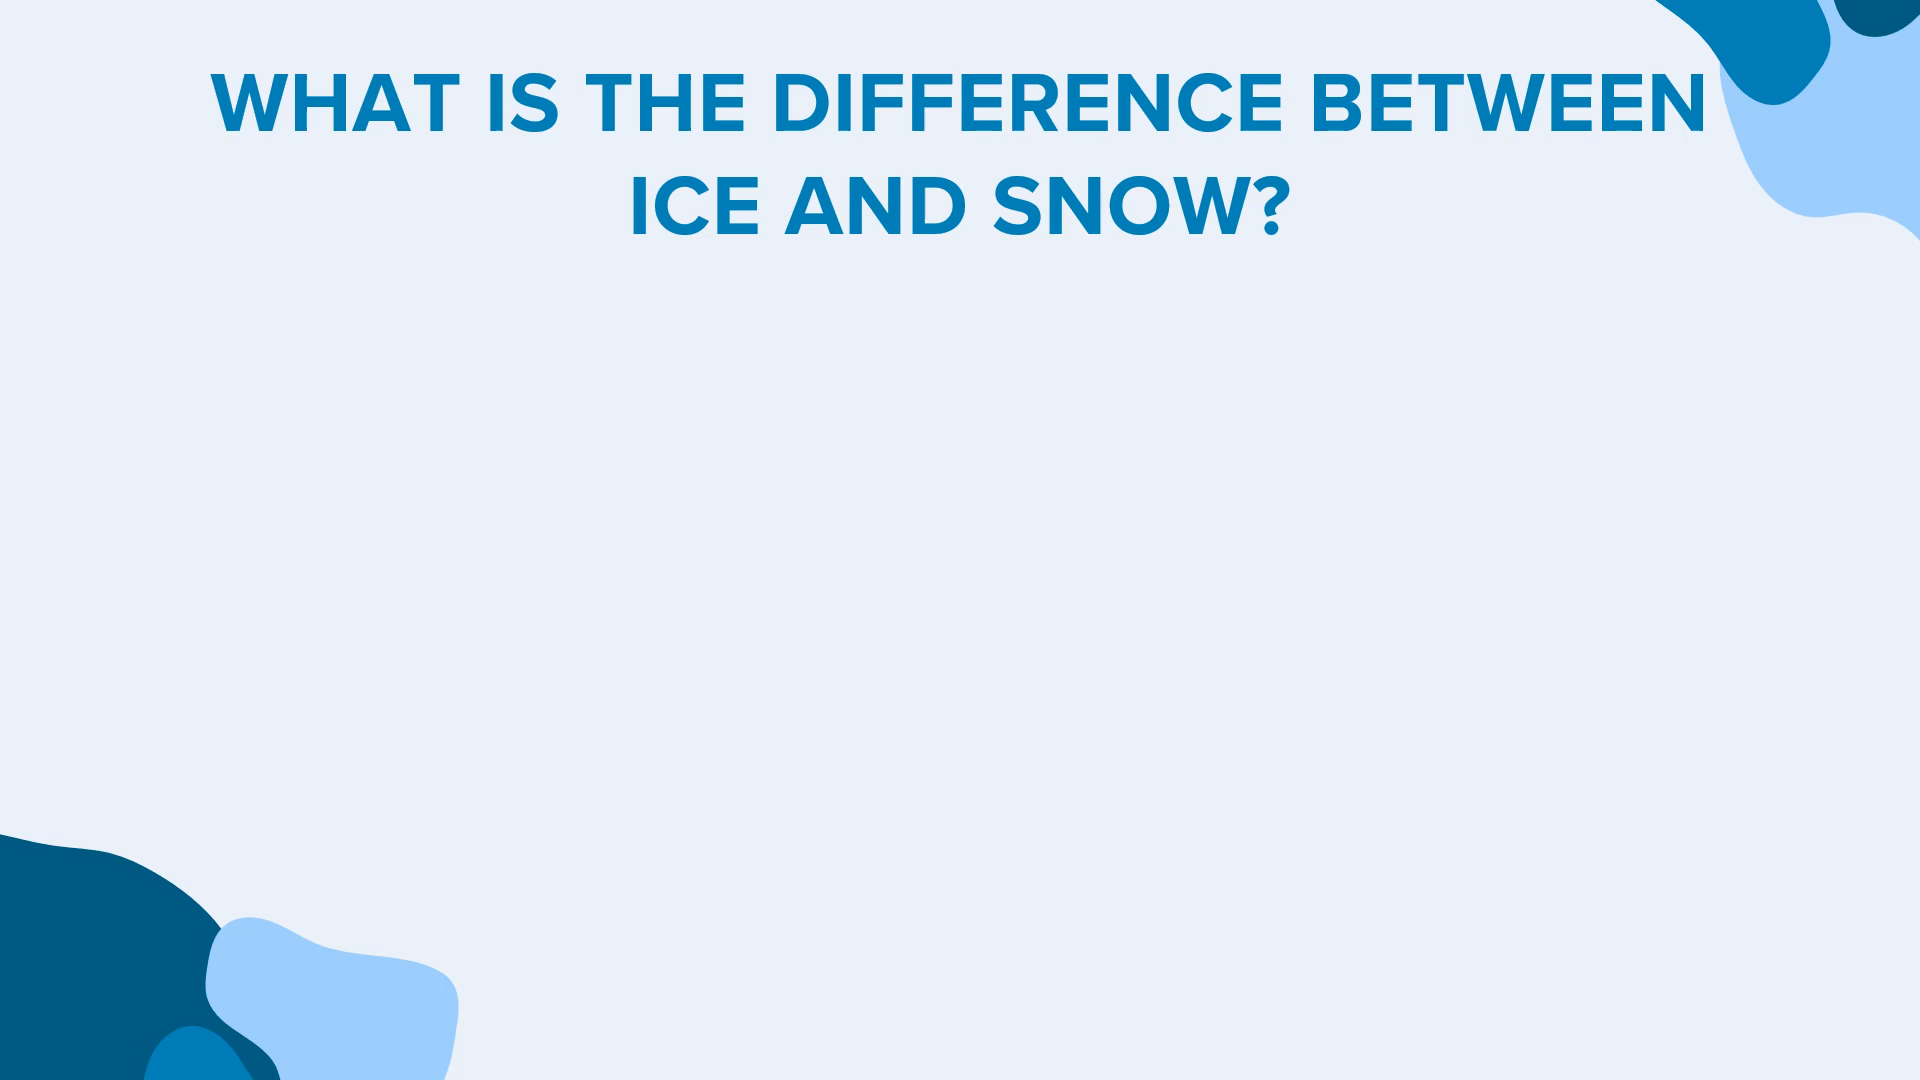 WHAT IS THE DIFFERENCE BETWEEN
ICE AND SNOW?